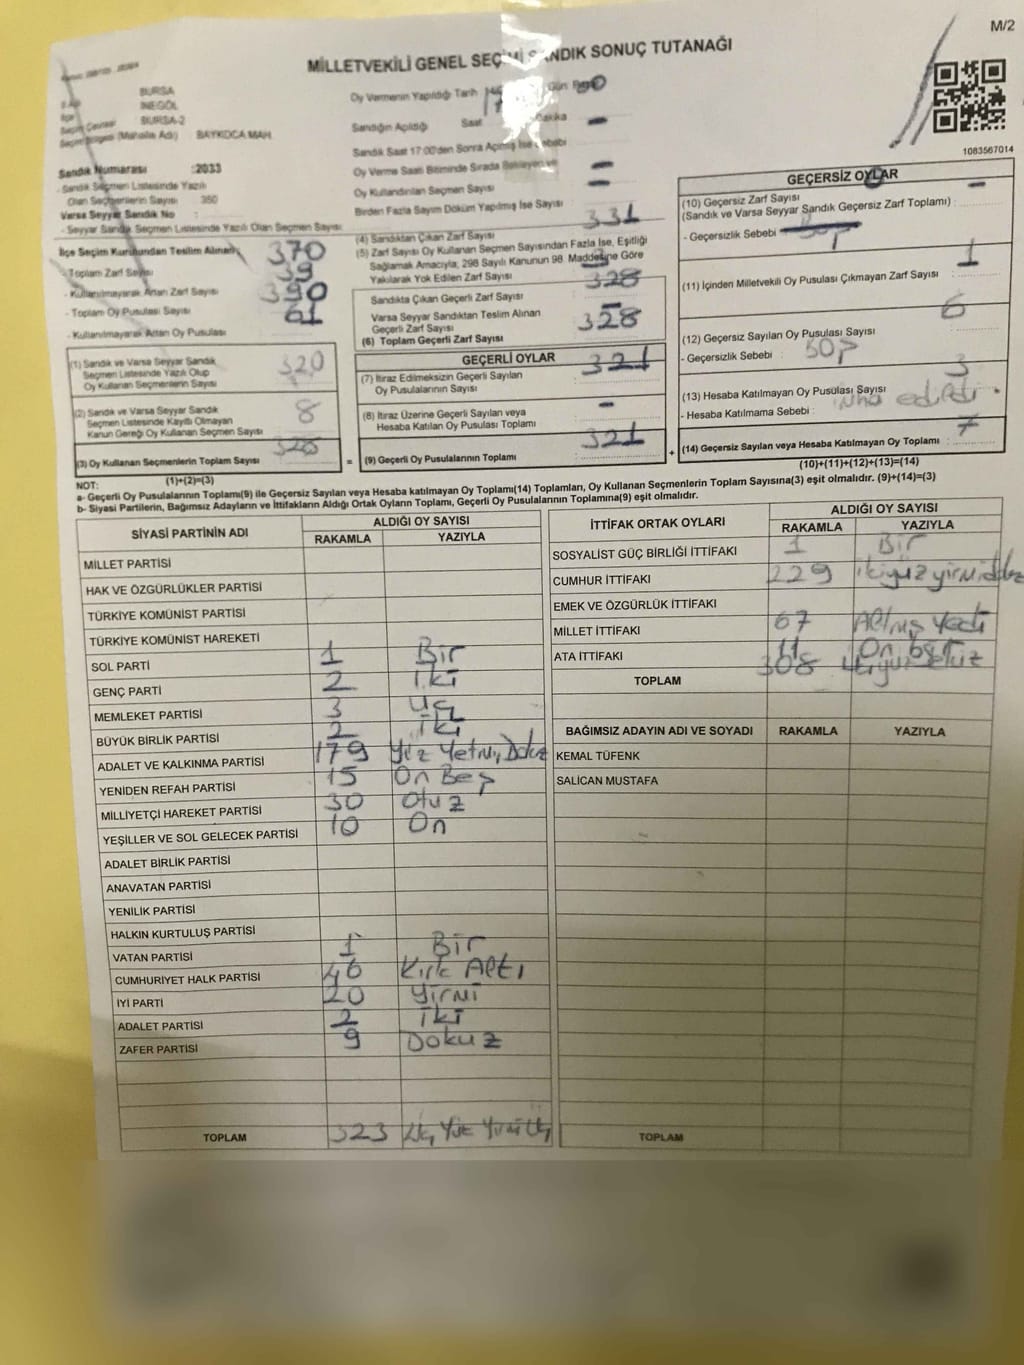 M/2
MİLLETVEKİLİ GENEL SEÇİMİ SANDIK SONUÇ TUTANAĞI
1083567014
BURSA
İNEGÖL
BURSA-2
Seçim Bölgesi (Mahalle Adı) BAYKOCA MAH.
Sandık Numarası :2033
- Sandık Seçmen Listesinde Yazılı
Olan Seçmenlerin Sayısı 350
Varsa Seyyar Sandık No :
- Seyyar Sandık Seçmen Listesinde Yazılı Olan Seçmen Sayısı
İlçe Seçim Kurulundan Teslim Alınan; 370
- Toplam Zarf Sayısı 39
- Kullanılmayarak Artan Zarf Sayısı 390
- Toplam Oy Pusulası Sayısı 61
- Kullanılmayarak Artan Oy Pusulası
(1) Sandık ve Varsa Seyyar Sandık
Seçmen Listesinde Yazılı Olup
Oy Kullanan Seçmenlerin Sayısı 320
(2) Sandık ve Varsa Seyyar Sandık
Seçmen Listesinde Kayıtlı Olmayan
Kanun Gereği Oy Kullanan Seçmen Sayısı 8
(3) Oy Kullanan Seçmenlerin Toplam Sayısı 328
(1)+(2)=(3)
Oy Vermenin Yapıldığı Tarih Gün
Sandığın Açıldığı Saat Dakika
Sandık Saat 17:00'den Sonra Açılmış İse Sebebi
Oy Verme Saati Bitiminde Sırada Bekleyen ve
Oy Kullandırılan Seçmen Sayısı
Birden Fazla Sayım Döküm Yapılmış İse Sayısı
(4) Sandıktan Çıkan Zarf Sayısı 331
(5) Zarf Sayısı Oy Kullanan Seçmen Sayısından Fazla İse, Eşitliği
Sağlamak Amacıyla, 298 Sayılı Kanunun 98. Maddesine Göre
Yakılarak Yok Edilen Zarf Sayısı 3
Sandıkta Çıkan Geçerli Zarf Sayısı 328
Varsa Seyyar Sandıktan Teslim Alınan
Geçerli Zarf Sayısı -
(6) Toplam Geçerli Zarf Sayısı 328
GEÇERLİ OYLAR
(7) İtiraz Edilmeksizin Geçerli Sayılan
Oy Pusulalarının Sayısı 321
(8) İtiraz Üzerine Geçerli Sayılan veya
Hesaba Katılan Oy Pusulası Toplamı -
= (9) Geçerli Oy Pusulalarının Toplamı 321 +
GEÇERSİZ OYLAR
(10) Geçersiz Zarf Sayısı -
(Sandık ve Varsa Seyyar Sandık Geçersiz Zarf Toplamı) :
- Geçersizlik Sebebi :
(11) İçinden Milletvekili Oy Pusulası Çıkmayan Zarf Sayısı : 1
(12) Geçersiz Sayılan Oy Pusulası Sayısı : 6
- Geçersizlik Sebebi :
(13) Hesaba Katılmayan Oy Pusulası Sayısı : 3
- Hesaba Katılmama Sebebi : imha edildi
(14) Geçersiz Sayılan veya Hesaba Katılmayan Oy Toplamı : 7
(10)+(11)+(12)+(13)=(14)
NOT:
a- Geçerli Oy Pusulalarının Toplamı(9) ile Geçersiz Sayılan veya Hesaba katılmayan Oy Toplamı(14) Toplamları, Oy Kullanan Seçmenlerin Toplam Sayısına(3) eşit olmalıdır. (9)+(14)=(3)
b- Siyasi Partilerin, Bağımsız Adayların ve İttifakların Aldığı Ortak Oyların Toplamı, Geçerli Oy Pusulalarının Toplamına(9) eşit olmalıdır.
SİYASİ PARTİNİN ADI ALDIĞI OY SAYISI
RAKAMLA YAZIYLA
MİLLET PARTİSİ
HAK VE ÖZGÜRLÜKLER PARTİSİ
TÜRKİYE KOMÜNİST PARTİSİ
TÜRKİYE KOMÜNİST HAREKETİ
SOL PARTİ 1 Bir
GENÇ PARTİ 2 İki
MEMLEKET PARTİSİ 3 Üç
BÜYÜK BİRLİK PARTİSİ 2 İki
ADALET VE KALKINMA PARTİSİ 179 Yüz Yetmiş Dokuz
YENİDEN REFAH PARTİSİ 15 On Beş
MİLLİYETÇİ HAREKET PARTİSİ 30 Otuz
YEŞİLLER VE SOL GELECEK PARTİSİ 10 On
ADALET BİRLİK PARTİSİ
ANAVATAN PARTİSİ
YENİLİK PARTİSİ
HALKIN KURTULUŞ PARTİSİ
VATAN PARTİSİ 1 Bir
CUMHURİYET HALK PARTİSİ 46 Kırk Altı
İYİ PARTİ 20 Yirmi
ADALET PARTİSİ 2 İki
ZAFER PARTİSİ 9 Dokuz
TOPLAM 323 Üç Yüz Yirmi Üç
İTTİFAK ORTAK OYLARI ALDIĞI OY SAYISI
RAKAMLA YAZIYLA
SOSYALİST GÜÇ BİRLİĞİ İTTİFAKI 1 Bir
CUMHUR İTTİFAKI 229 ikiyüz yirmidokuz
EMEK VE ÖZGÜRLÜK İTTİFAKI
MİLLET İTTİFAKI 67 Altmış Yedi
ATA İTTİFAKI 11 On
TOPLAM 308
BAĞIMSIZ ADAYIN ADI VE SOYADI RAKAMLA YAZIYLA
KEMAL TÜFENK
SALİCAN MUSTAFA
TOPLAM